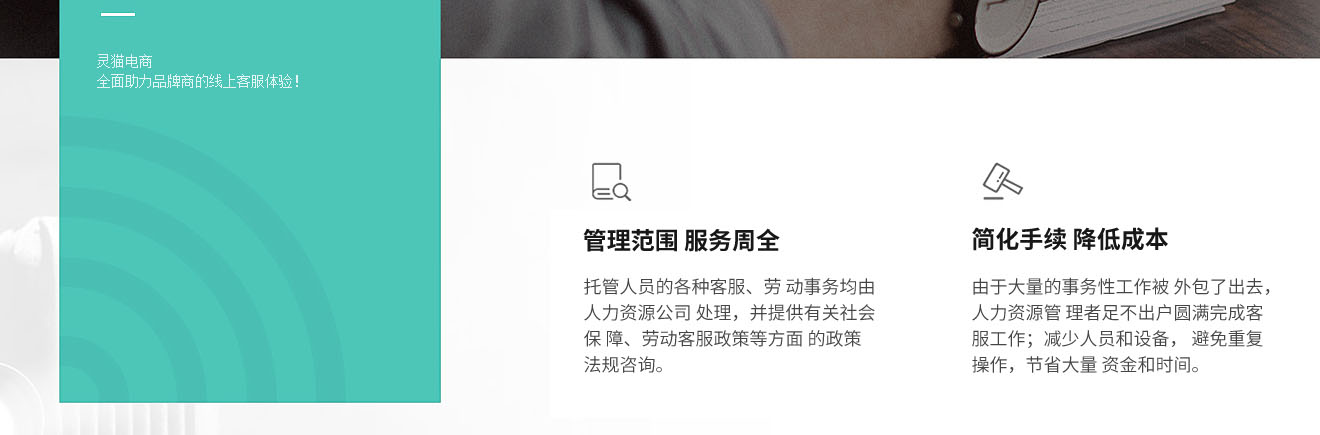 灵猫电商
全面助力品牌商的线上客服体验！
管理范围 服务周全
托管人员的各种客服、劳 动事务均由
人力资源公司 处理，并提供有关社会
保 障、劳动客服政策等方面 的政策
法规咨询。
简化手续 降低成本
由于大量的事务性工作被 外包了出去，
人力资源管 理者足不出户圆满完成客
服工作；减少人员和设备， 避免重复
操作，节省大量 资金和时间。